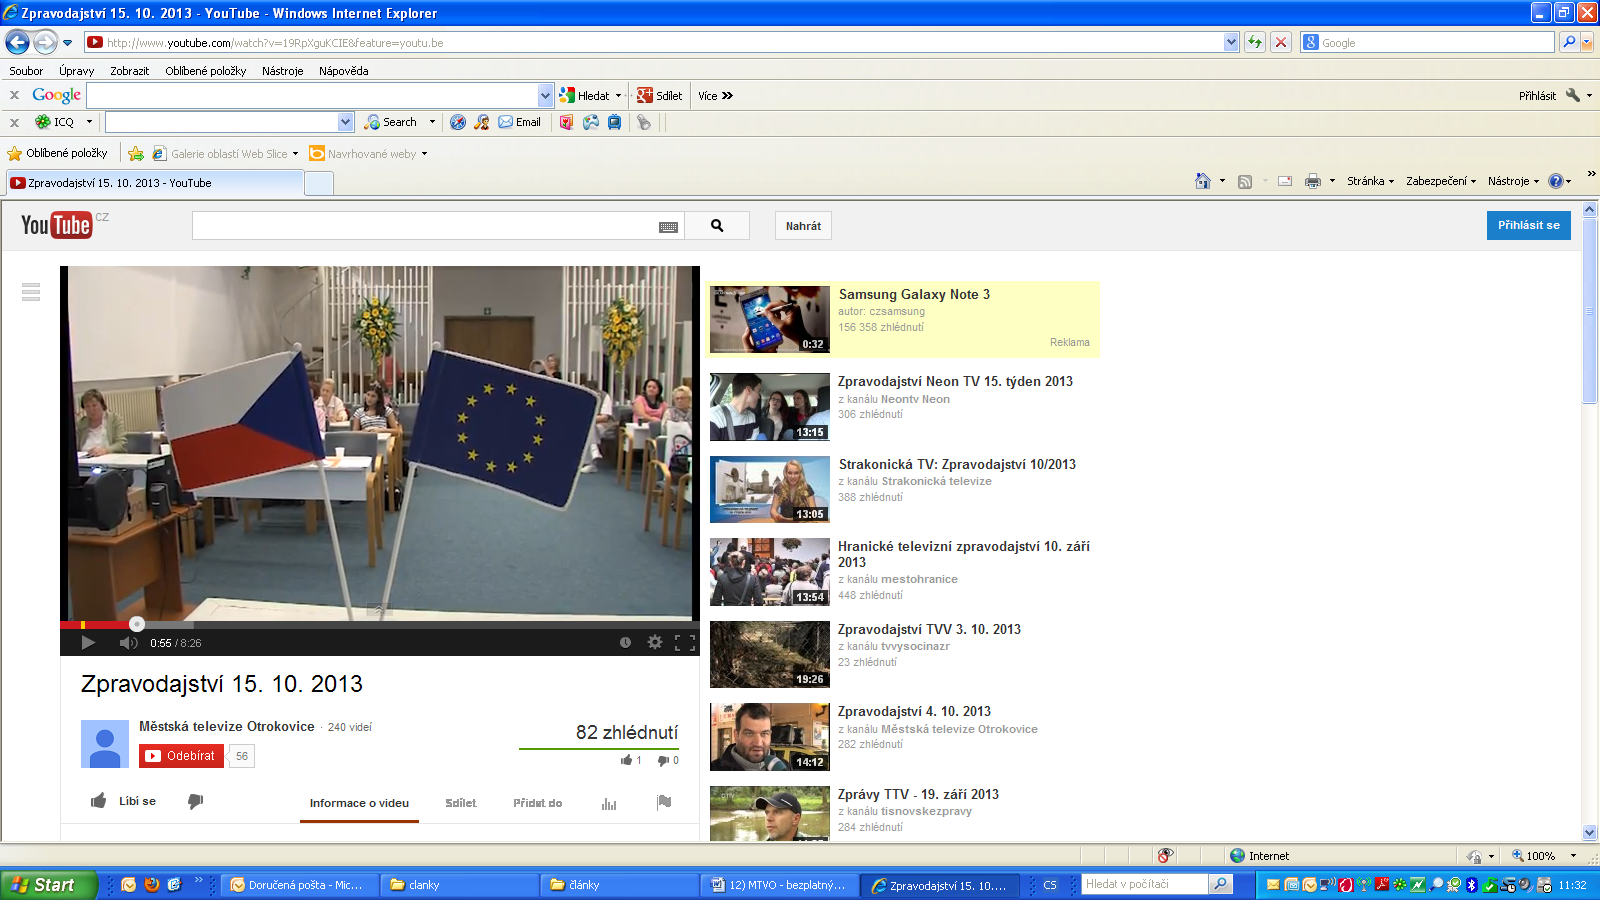 Zpravodajství 15. 10. 2013 - YouTube - Windows Internet Explorer
http://www.youtube.com/watch?v=19RpXguKCIE&feature=youtu.be
Google
Soubor Úpravy Zobrazit Oblíbené položky Nástroje Nápověda
x Google Hledat Sdílet Více » Přihlásit
x ICQ Search Email
Oblíbené položky Galerie oblastí Web Slice Navrhované weby
Zpravodajství 15. 10. 2013 - YouTube
Stránka Zabezpečení Nástroje »
YouTube CZ
Nahrát
Přihlásit se
0:55 / 8:26
Zpravodajství 15. 10. 2013
Městská televize Otrokovice · 240 videí
Odebírat 56
82 zhlédnutí
1 0
Líbí se
Informace o videu Sdílet Přidat do
Samsung Galaxy Note 3
autor: czsamsung
156 358 zhlédnutí
Reklama
0:32
Zpravodajství Neon TV 15. týden 2013
z kanálu Neontv Neon
306 zhlédnutí
13:15
Strakonická TV: Zpravodajství 10/2013
z kanálu Strakonická televize
388 zhlédnutí
13:05
Hranické televizní zpravodajství 10. září
2013
z kanálu mestohranice
448 zhlédnutí
13:54
Zpravodajství TVV 3. 10. 2013
z kanálu tvvysocinazr
23 zhlédnutí
19:26
Zpravodajství 4. 10. 2013
z kanálu Městská televize Otrokovice
282 zhlédnutí
14:12
Zprávy TTV - 19. září 2013
z kanálu tisnovskezpravy
284 zhlédnutí
Internet
100%
Start
»
Doručená pošta - Mic...
clanky
články
12) MTVO - bezplatný...
Zpravodajství 15. 10....
CS
Hledat v počítači
11:32